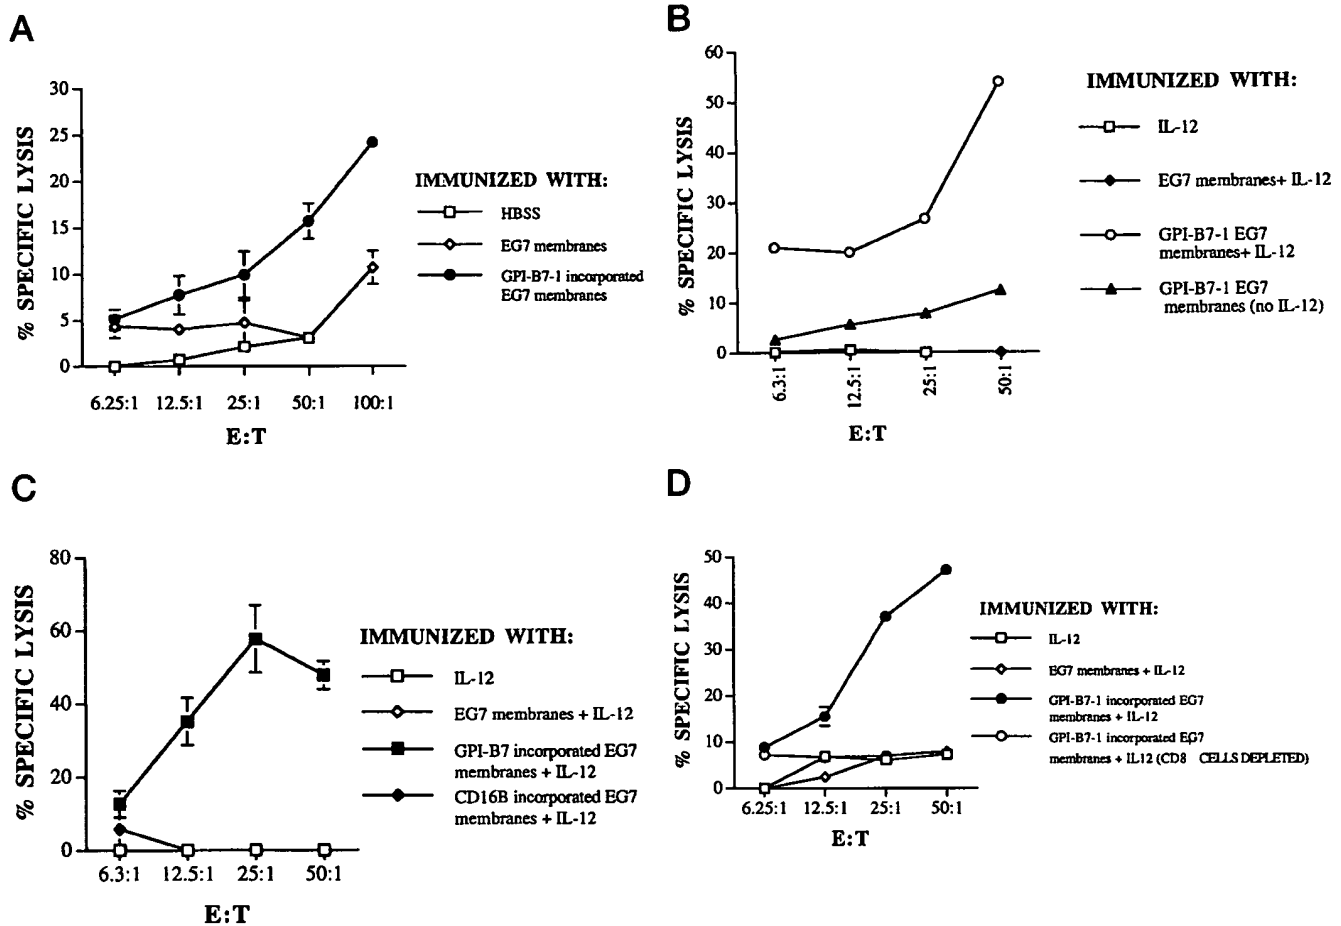 A
30
25
20
15
10
5
0
% SPECIFIC LYSIS
6.25:1 12.5:1 25:1 50:1 100:1
E:T
IMMUNIZED WITH:
HBSS
EG7 membranes
GPI-B7-1 incorporated
EG7 membranes
B
60
50
40
30
20
10
0
% SPECIFIC LYSIS
6.3:1
12.5:1
25:1
50:1
E:T
IMMUNIZED WITH:
IL-12
EG7 membranes+ IL-12
GPI-B7-1 EG7
membranes+ IL-12
GPI-B7-1 EG7
membranes (no IL-12)
C
80
60
40
20
0
% SPECIFIC LYSIS
6.3:1 12.5:1 25:1 50:1
E:T
IMMUNIZED WITH:
IL-12
EG7 membranes + IL-12
GPI-B7 incorporated EG7
membranes + IL-12
CD16B incorporated EG7
membranes + IL-12
D
50
40
30
20
10
0
% SPECIFIC LYSIS
6.25:1 12.5:1 25:1 50:1
E:T
IMMUNIZED WITH:
IL-12
EG7 membranes + IL-12
GPI-B7-1 incorporated EG7
membranes + IL-12
GPI-B7-1 incorporated EG7
membranes + IL12 (CD8 CELLS DEPLETED)